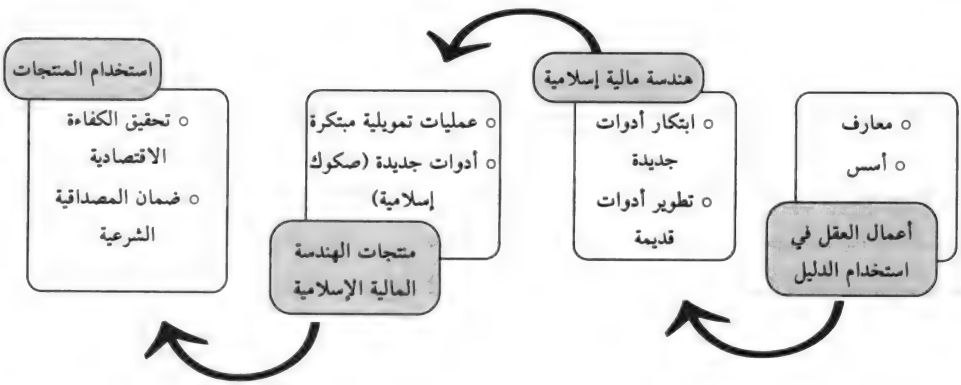 ○ معارف
○ أسس
أعمال العقل في
استخدام الدليل
هندسة مالية إسلامية
○ ابتكار أدوات
جديدة
○ تطوير أدوات
قديمة
○ عمليات تمويلية مبتكرة
○ أدوات جديدة (صكوك
إسلامية)
منتجات الهندسة
المالية الإسلامية
استخدام المنتجات
○ تحقيق الكفاءة
الاقتصادية
○ ضمان المصداقية
الشرعية